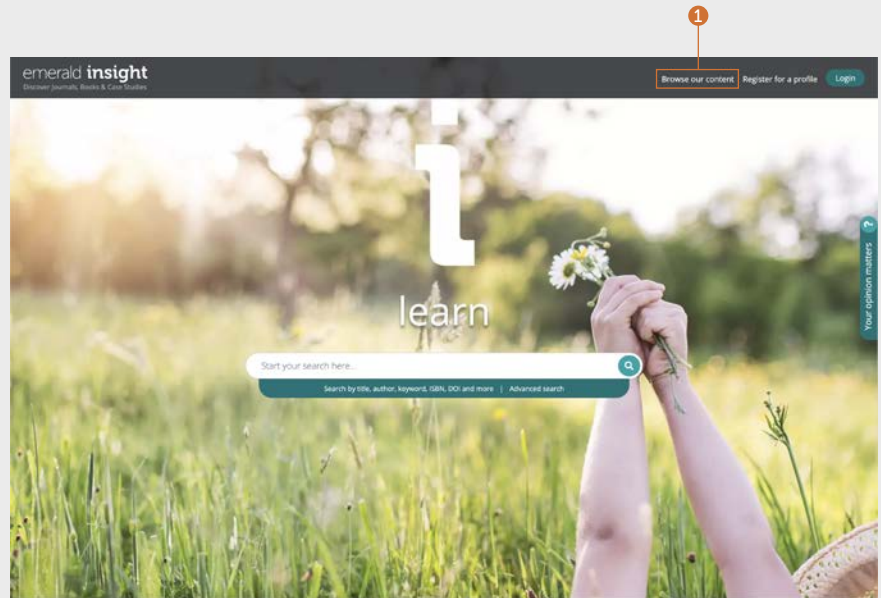 1
emerald insight
Discover Journals, Books & Case Studies
Browse our content Register for a profile Login
i
learn
Start your search here...
Search by title, author, keyword, ISBN, DOI and more | Advanced search
Your opinion matters ?